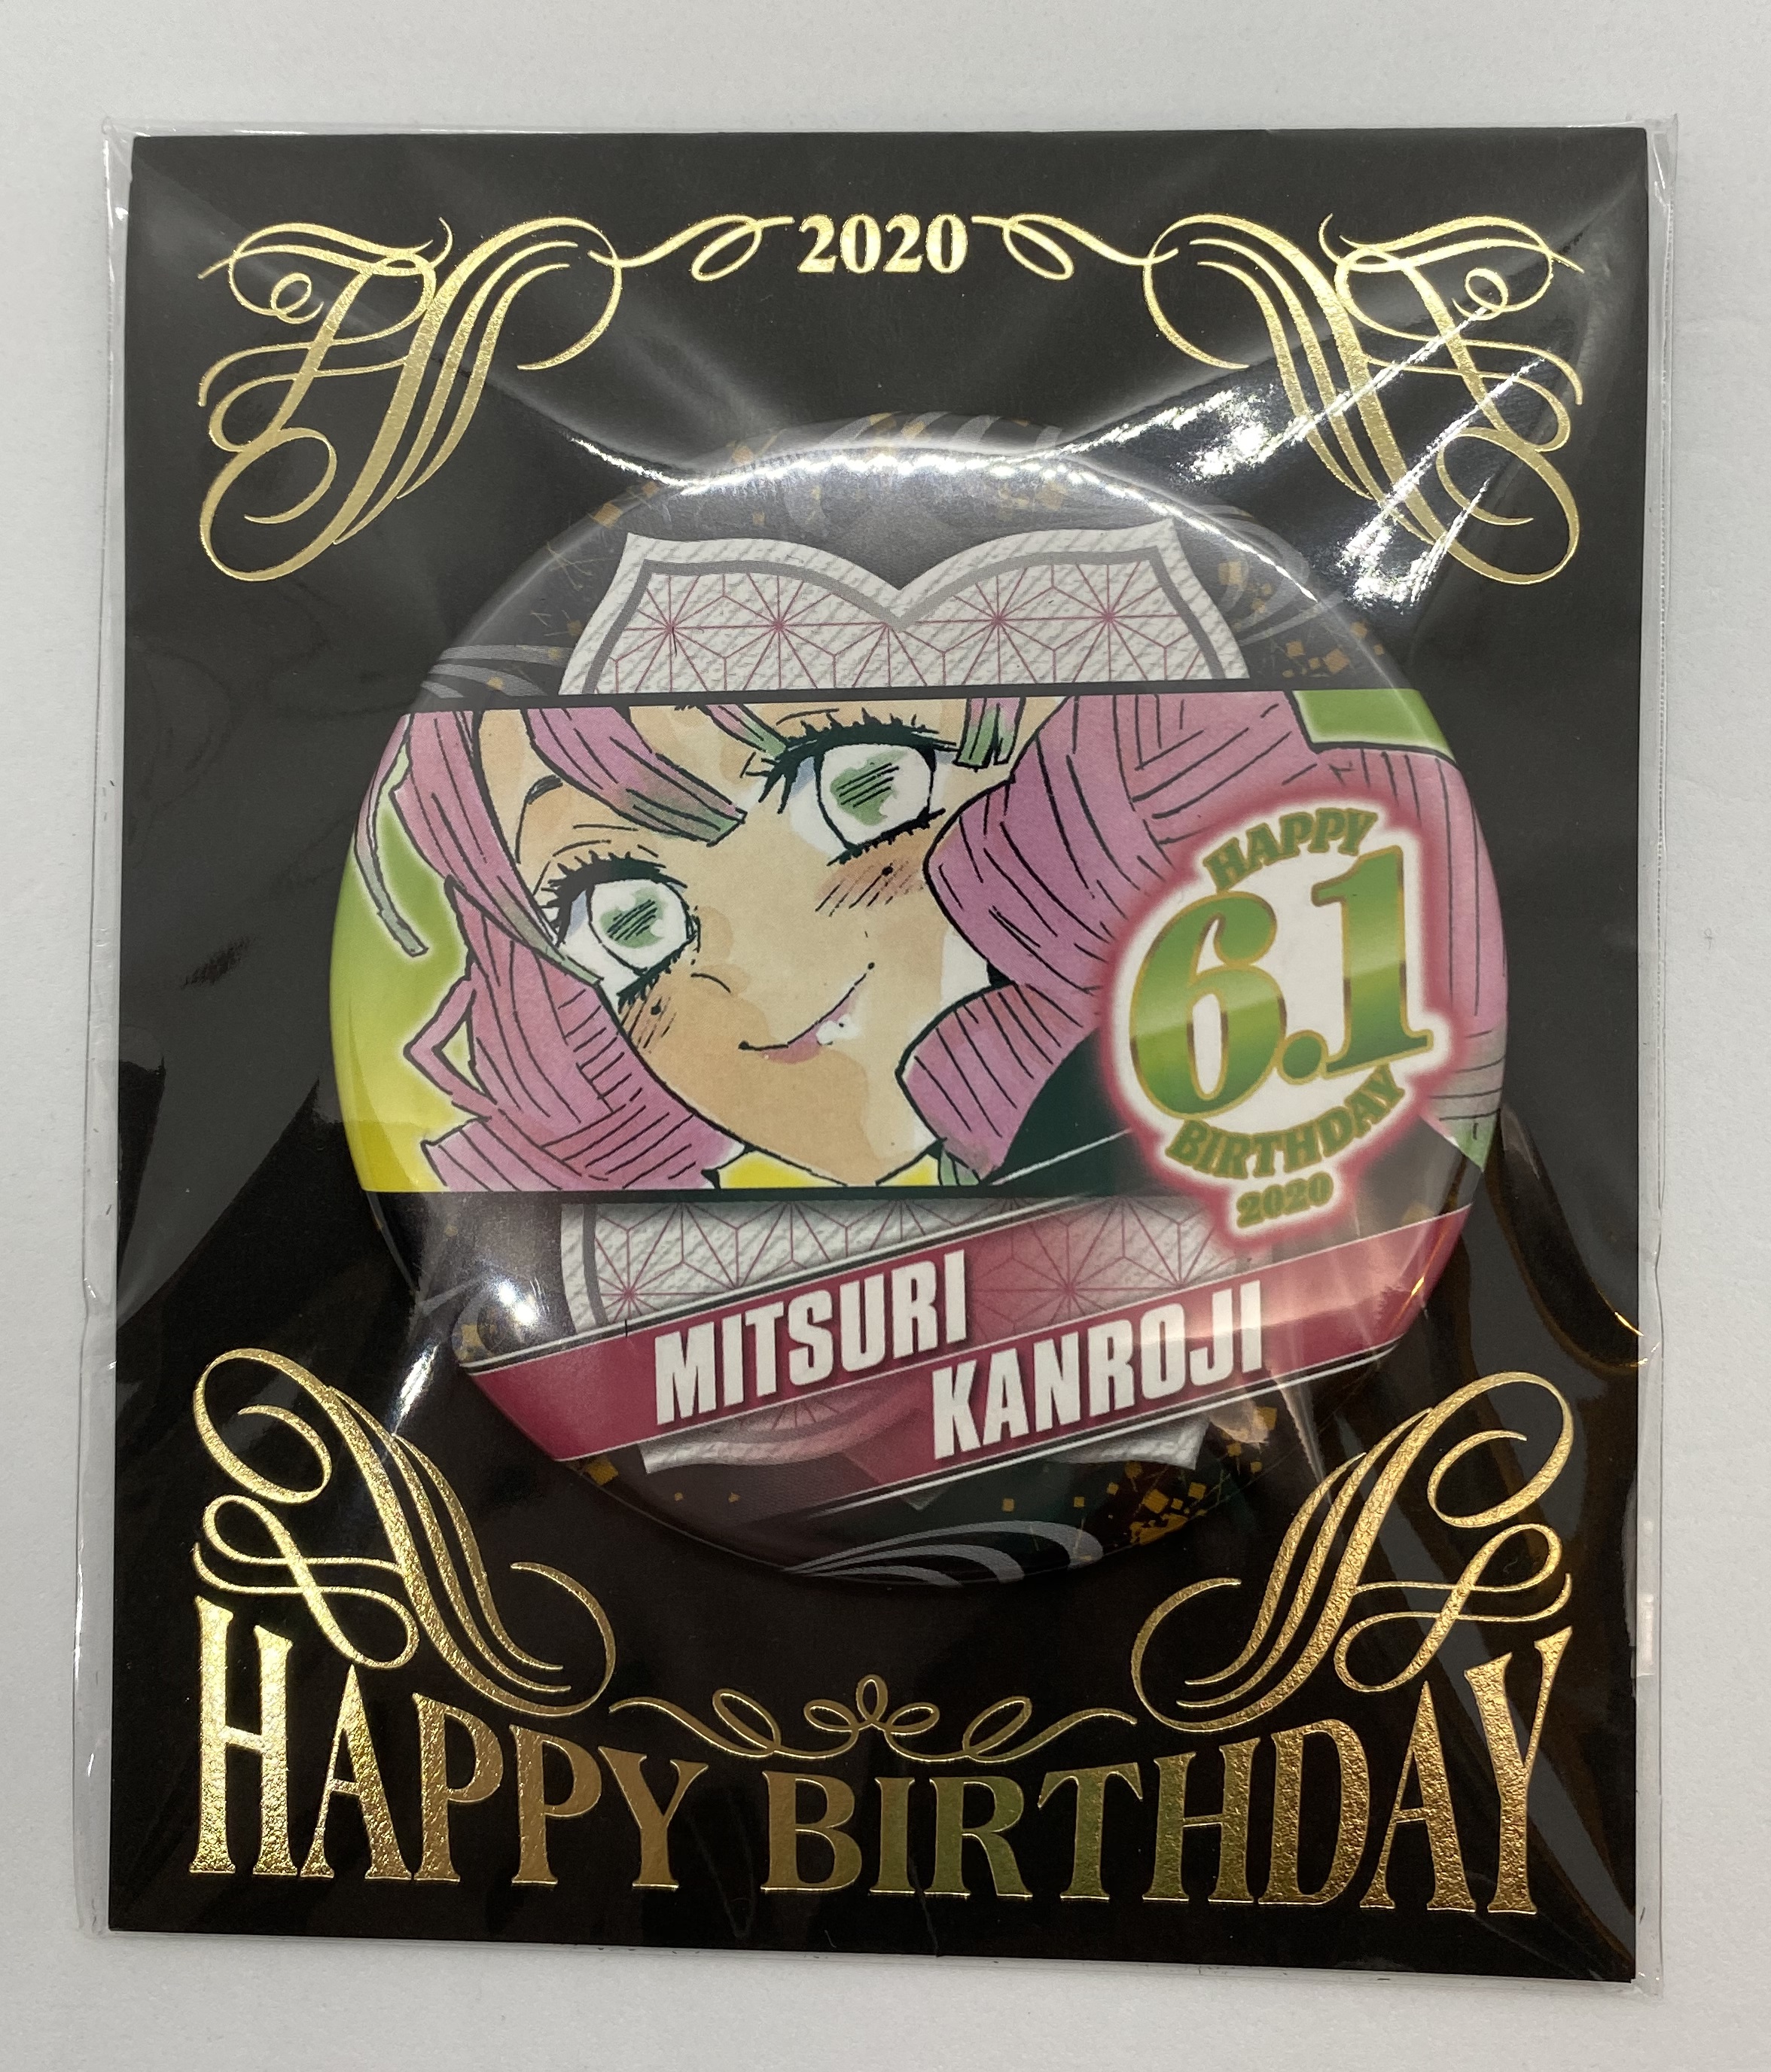 2020
HAPPY
6.1
BIRTHDAY
2020
MITSURI
KANROJI
HAPPY BIRTHDAY